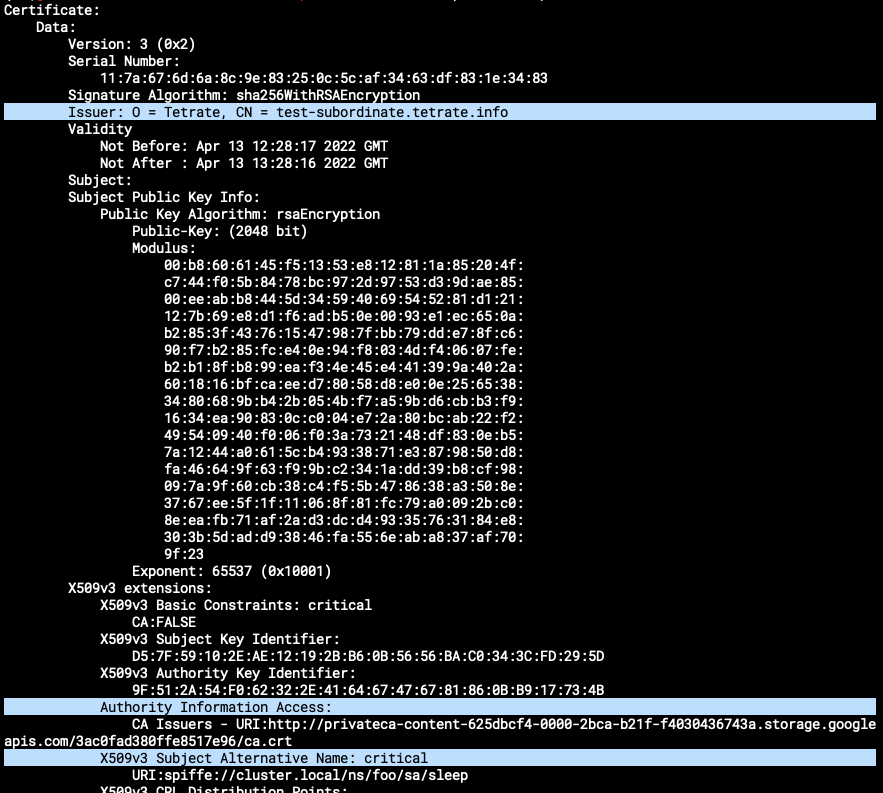 Certificate:
Data:
Version: 3 (0x2)
Serial Number:
11:7a:67:6d:6a:8c:9e:83:25:0c:5c:af:34:63:df:83:1e:34:83
Signature Algorithm: sha256WithRSAEncryption
Issuer: O = Tetrate, CN = test-subordinate.tetrate.info
Validity
Not Before: Apr 13 12:28:17 2022 GMT
Not After : Apr 13 13:28:16 2022 GMT
Subject:
Subject Public Key Info:
Public Key Algorithm: rsaEncryption
Public-Key: (2048 bit)
Modulus:
00:b8:60:61:45:f5:13:53:e8:12:81:1a:85:20:4f:
c7:44:f0:5b:84:78:bc:97:2d:97:53:d3:9d:ae:85:
00:ee:ab:b8:44:5d:34:59:40:69:54:52:81:d1:21:
12:7b:69:e8:d1:f6:ad:b5:0e:00:93:e1:ec:65:0a:
b2:85:3f:43:76:15:47:98:7f:bb:79:dd:e7:8f:c6:
90:f7:b2:85:fc:e4:0e:94:f8:03:4d:f4:06:07:fe:
b2:b1:8f:b8:99:ea:f3:4e:45:e4:41:39:9a:40:2a:
60:18:16:bf:ca:ee:d7:80:58:d8:e0:0e:25:65:38:
34:80:68:9b:b4:2b:05:4b:f7:a5:9b:d6:cb:b3:f9:
16:34:ea:90:83:0c:c0:04:e7:2a:80:bc:ab:22:f2:
49:54:09:40:f0:06:f0:3a:73:21:48:df:83:0e:b5:
7a:12:44:a0:61:5c:b4:93:38:71:e3:87:98:50:d8:
fa:46:64:9f:63:f9:9b:c2:34:1a:dd:39:b8:cf:98:
09:7a:9f:60:cb:38:c4:f5:5b:47:86:38:a3:50:8e:
37:67:ee:5f:1f:11:06:8f:81:fc:79:a0:09:2b:c0:
8e:ea:fb:71:af:2a:d3:dc:d4:93:35:76:31:84:e8:
30:3b:5d:ad:d9:38:46:fa:55:6e:ab:a8:37:af:70:
9f:23
Exponent: 65537 (0x10001)
X509v3 extensions:
X509v3 Basic Constraints: critical
CA:FALSE
X509v3 Subject Key Identifier:
D5:7F:59:10:2E:AE:12:19:2B:B6:0B:56:56:BA:C0:34:3C:FD:29:5D
X509v3 Authority Key Identifier:
9F:51:2A:54:F0:62:32:2E:41:64:67:47:67:81:86:0B:B9:17:73:4B
Authority Information Access:
CA Issuers - URI:http://privateca-content-625dbcf4-0000-2bca-b21f-f4030436743a.storage.google
apis.com/3ac0fad380ffe8517e96/ca.crt
X509v3 Subject Alternative Name: critical
URI:spiffe://cluster.local/ns/foo/sa/sleep
X509v3 CRL Distribution Points: